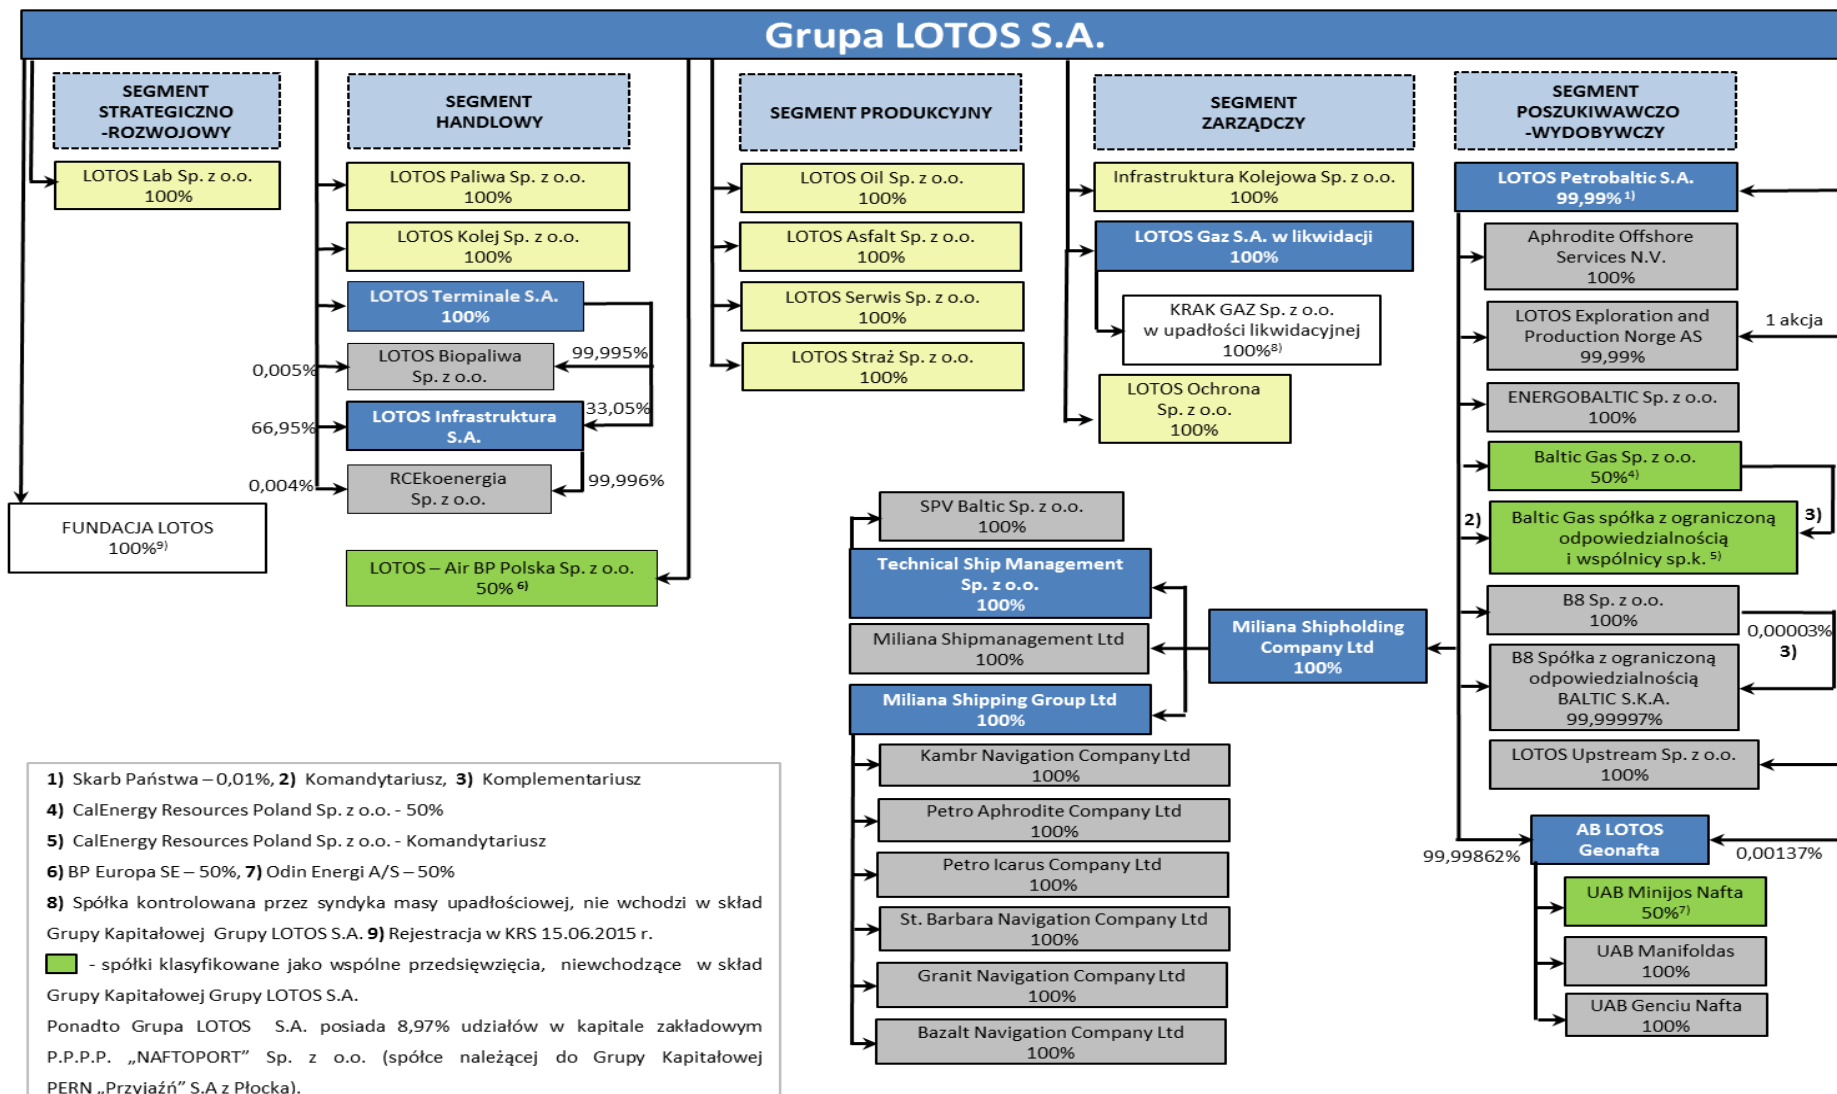 Grupa LOTOS S.A.
SEGMENT
STRATEGICZNO
-ROZWOJOWY
LOTOS Lab Sp. z o.o.
100%
FUNDACJA LOTOS
100%9)
SEGMENT
HANDLOWY
LOTOS Paliwa Sp. z o.o.
100%
LOTOS Kolej Sp. z o.o.
100%
LOTOS Terminale S.A.
100%
LOTOS Biopaliwa
Sp. z o.o.
0,005%
99,995%
LOTOS Infrastruktura
S.A.
66,95%
33,05%
RCEkoenergia
Sp. z o.o.
0,004%
99,996%
LOTOS – Air BP Polska Sp. z o.o.
50% 6)
SEGMENT PRODUKCYJNY
LOTOS Oil Sp. z o.o.
100%
LOTOS Asfalt Sp. z o.o.
100%
LOTOS Serwis Sp. z o.o.
100%
LOTOS Straż Sp. z o.o.
100%
SEGMENT
ZARZĄDCZY
Infrastruktura Kolejowa Sp. z o.o.
100%
LOTOS Gaz S.A. w likwidacji
100%
KRAK GAZ Sp. z o.o.
w upadłości likwidacyjnej
100%8)
LOTOS Ochrona
Sp. z o.o.
100%
SEGMENT
POSZUKIWAWCZO
-WYDOBYWCZY
LOTOS Petrobaltic S.A.
99,99% 1)
Aphrodite Offshore
Services N.V.
100%
LOTOS Exploration and
Production Norge AS
99,99%
1 akcja
ENERGOBALTIC Sp. z o.o.
100%
Baltic Gas Sp. z o.o.
50%4)
2)
Baltic Gas spółka z ograniczoną
odpowiedzialnością
i wspólnicy sp.k. 5)
3)
B8 Sp. z o.o.
100%
0,00003%
3)
B8 Spółka z ograniczoną
odpowiedzialnością
BALTIC S.K.A.
99,99997%
LOTOS Upstream Sp. z o.o.
100%
AB LOTOS
Geonafta
99,99862%
0,00137%
UAB Minijos Nafta
50%7)
UAB Manifoldas
100%
UAB Genciu Nafta
100%
SPV Baltic Sp. z o.o.
100%
Technical Ship Management
Sp. z o.o.
100%
Miliana Shipmanagement Ltd
100%
Miliana Shipping Group Ltd
100%
Miliana Shipholding
Company Ltd
100%
Kambr Navigation Company Ltd
100%
Petro Aphrodite Company Ltd
100%
Petro Icarus Company Ltd
100%
St. Barbara Navigation Company Ltd
100%
Granit Navigation Company Ltd
100%
Bazalt Navigation Company Ltd
100%
1) Skarb Państwa – 0,01%, 2) Komandytariusz, 3) Komplementariusz
4) CalEnergy Resources Poland Sp. z o.o. - 50%
5) CalEnergy Resources Poland Sp. z o.o. - Komandytariusz
6) BP Europa SE – 50%, 7) Odin Energi A/S – 50%
8) Spółka kontrolowana przez syndyka masy upadłościowej, nie wchodzi w skład
Grupy Kapitałowej Grupy LOTOS S.A. 9) Rejestracja w KRS 15.06.2015 r.
- spółki klasyfikowane jako wspólne przedsięwzięcia, niewchodzące w skład
Grupy Kapitałowej Grupy LOTOS S.A.
Ponadto Grupa LOTOS S.A. posiada 8,97% udziałów w kapitale zakładowym
P.P.P.P. „NAFTOPORT” Sp. z o.o. (spółce należącej do Grupy Kapitałowej
PERN „Przyjaźń” S.A z Płocka).